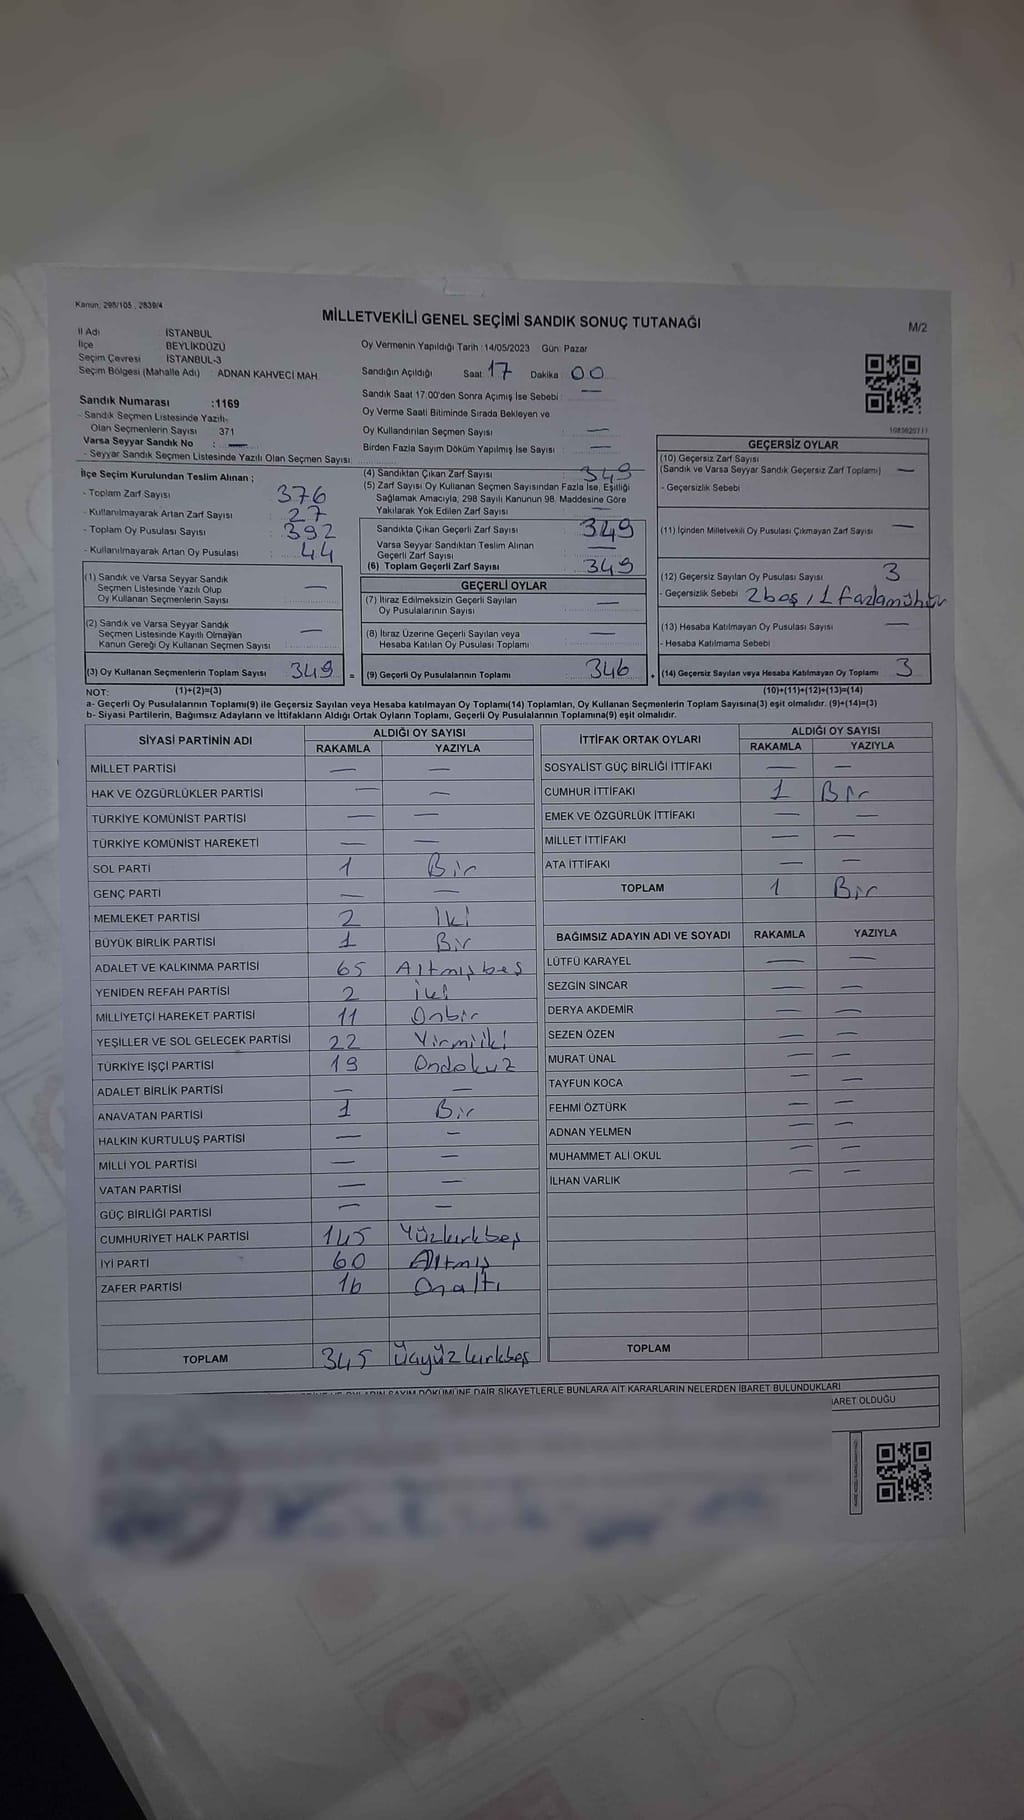 Kanun, 298/105 , 2839/4
MİLLETVEKİLİ GENEL SEÇİMİ SANDIK SONUÇ TUTANAĞI
M/2
İl Adı İSTANBUL
İlçe BEYLİKDÜZÜ
Seçim Çevresi İSTANBUL-3
Seçim Bölgesi (Mahalle Adı) ADNAN KAHVECİ MAH.
Oy Vermenin Yapıldığı Tarih :14/05/2023 Gün: Pazar
Sandığın Açıldığı Saat 17 Dakika 00
Sandık Saat 17:00'den Sonra Açımış İse Sebebi : —
Oy Verme Saati Bitiminde Sırada Bekleyen ve
Oy Kullandırılan Seçmen Sayısı —
Birden Fazla Sayım Döküm Yapılmış İse Sayısı —
Sandık Numarası :1169
- Sandık Seçmen Listesinde Yazılı-
Olan Seçmenlerin Sayısı 371
Varsa Seyyar Sandık No : —
- Seyyar Sandık Seçmen Listesinde Yazılı Olan Seçmen Sayısı:
İlçe Seçim Kurulundan Teslim Alınan ;
- Toplam Zarf Sayısı 376
- Kullanılmayarak Artan Zarf Sayısı 27
- Toplam Oy Pusulası Sayısı 392
- Kullanılmayarak Artan Oy Pusulası 44
(1) Sandık ve Varsa Seyyar Sandık
Seçmen Listesinde Yazılı Olup
Oy Kullanan Seçmenlerin Sayısı —
(2) Sandık ve Varsa Seyyar Sandık
Seçmen Listesinde Kayıtlı Olmayan
Kanun Gereği Oy Kullanan Seçmen Sayısı —
(3) Oy Kullanan Seçmenlerin Toplam Sayısı 349 =
(1)+(2)=(3)
(4) Sandıktan Çıkan Zarf Sayısı : 349
(5) Zarf Sayısı Oy Kullanan Seçmen Sayısından Fazla İse, Eşitliği
Sağlamak Amacıyla, 298 Sayılı Kanunun 98. Maddesine Göre
Yakılarak Yok Edilen Zarf Sayısı —
Sandıkta Çıkan Geçerli Zarf Sayısı 349
Varsa Seyyar Sandıktan Teslim Alınan
Geçerli Zarf Sayısı —
(6) Toplam Geçerli Zarf Sayısı 349
GEÇERLİ OYLAR
(7) İtiraz Edilmeksizin Geçerli Sayılan
Oy Pusulalarının Sayısı —
(8) İtiraz Üzerine Geçerli Sayılan veya
Hesaba Katılan Oy Pusulası Toplamı —
(9) Geçerli Oy Pusulalarının Toplamı 346 +
GEÇERSİZ OYLAR
(10) Geçersiz Zarf Sayısı
(Sandık ve Varsa Seyyar Sandık Geçersiz Zarf Toplamı) —
- Geçersizlik Sebebi
(11) İçinden Milletvekili Oy Pusulası Çıkmayan Zarf Sayısı —
(12) Geçersiz Sayılan Oy Pusulası Sayısı 3
- Geçersizlik Sebebi 2 boş, 1 fazla mühür
(13) Hesaba Katılmayan Oy Pusulası Sayısı —
- Hesaba Katılmama Sebebi
(14) Geçersiz Sayılan veya Hesaba Katılmayan Oy Toplamı 3
(10)+(11)+(12)+(13)=(14)
NOT:
a- Geçerli Oy Pusulalarının Toplamı(9) ile Geçersiz Sayılan veya Hesaba katılmayan Oy Toplamı(14) Toplamları, Oy Kullanan Seçmenlerin Toplam Sayısına(3) eşit olmalıdır. (9)+(14)=(3)
b- Siyasi Partilerin, Bağımsız Adayların ve İttifakların Aldığı Ortak Oyların Toplamı, Geçerli Oy Pusulalarının Toplamına(9) eşit olmalıdır.
SİYASİ PARTİNİN ADI ALDIĞI OY SAYISI
RAKAMLA YAZIYLA
MİLLET PARTİSİ — —
HAK VE ÖZGÜRLÜKLER PARTİSİ — —
TÜRKİYE KOMÜNİST PARTİSİ — —
TÜRKİYE KOMÜNİST HAREKETİ — —
SOL PARTİ 1 Bir
GENÇ PARTİ — —
MEMLEKET PARTİSİ 2 İki
BÜYÜK BİRLİK PARTİSİ 1 Bir
ADALET VE KALKINMA PARTİSİ 65 Altmışbeş
YENİDEN REFAH PARTİSİ 2 İki
MİLLİYETÇİ HAREKET PARTİSİ 11 Onbir
YEŞİLLER VE SOL GELECEK PARTİSİ 22 Yirmiiki
TÜRKİYE İŞÇİ PARTİSİ 19 Ondokuz
ADALET BİRLİK PARTİSİ — —
ANAVATAN PARTİSİ 1 Bir
HALKIN KURTULUŞ PARTİSİ — —
MİLLİ YOL PARTİSİ — —
VATAN PARTİSİ — —
GÜÇ BİRLİĞİ PARTİSİ — —
CUMHURİYET HALK PARTİSİ 145 Yüzkırkbeş
İYİ PARTİ 60 Altmış
ZAFER PARTİSİ 16 Onaltı
TOPLAM 345 Üçyüzkırkbeş
İTTİFAK ORTAK OYLARI ALDIĞI OY SAYISI
RAKAMLA YAZIYLA
SOSYALİST GÜÇ BİRLİĞİ İTTİFAKI — —
CUMHUR İTTİFAKI 1 Bir
EMEK VE ÖZGÜRLÜK İTTİFAKI — —
MİLLET İTTİFAKI — —
ATA İTTİFAKI — —
TOPLAM 1 Bir
BAĞIMSIZ ADAYIN ADI VE SOYADI RAKAMLA YAZIYLA
LÜTFÜ KARAYEL — —
SEZGİN SINCAR — —
DERYA AKDEMİR — —
SEZEN ÖZEN — —
MURAT ÜNAL — —
TAYFUN KOCA — —
FEHMİ ÖZTÜRK — —
ADNAN YELMEN — —
MUHAMMET ALİ OKUL — —
İLHAN VARLIK — —
TOPLAM
SAYIM DÖKÜMÜNE DAİR ŞİKAYETLERLE BUNLARA AİT KARARLARIN NELERDEN İBARET BULUNDUKLARI
OLDUĞU